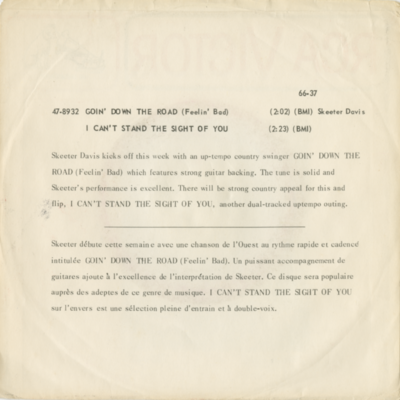 66-37
47-8932 GOIN' DOWN THE ROAD (Feelin' Bad) (2:02) (BMI) Skeeter Davis
I CAN'T STAND THE SIGHT OF YOU (2:23) (BMI)
Skeeter Davis kicks off this week with an up-tempo country swinger GOIN' DOWN THE
ROAD (Feelin' Bad) which features strong guitar backing. The tune is solid and
Skeeter's performance is excellent. There will be strong country appeal for this and
flip, I CAN'T STAND THE SIGHT OF YOU, another dual-tracked uptempo outing.
Skeeter débute cette semaine avec une chanson de l'Ouest au rythme rapide et cadencé
intitulée GOIN' DOWN THE ROAD (Feelin' Bad). Un puissant accompagnement de
guitares ajoute à l'excellence de l'interprétation de Skeeter. Ce disque sera populaire
auprès des adeptes de ce genre de musique. I CAN'T STAND THE SIGHT OF YOU
sur l'envers est une sélection pleine d'entrain et à double-voix.